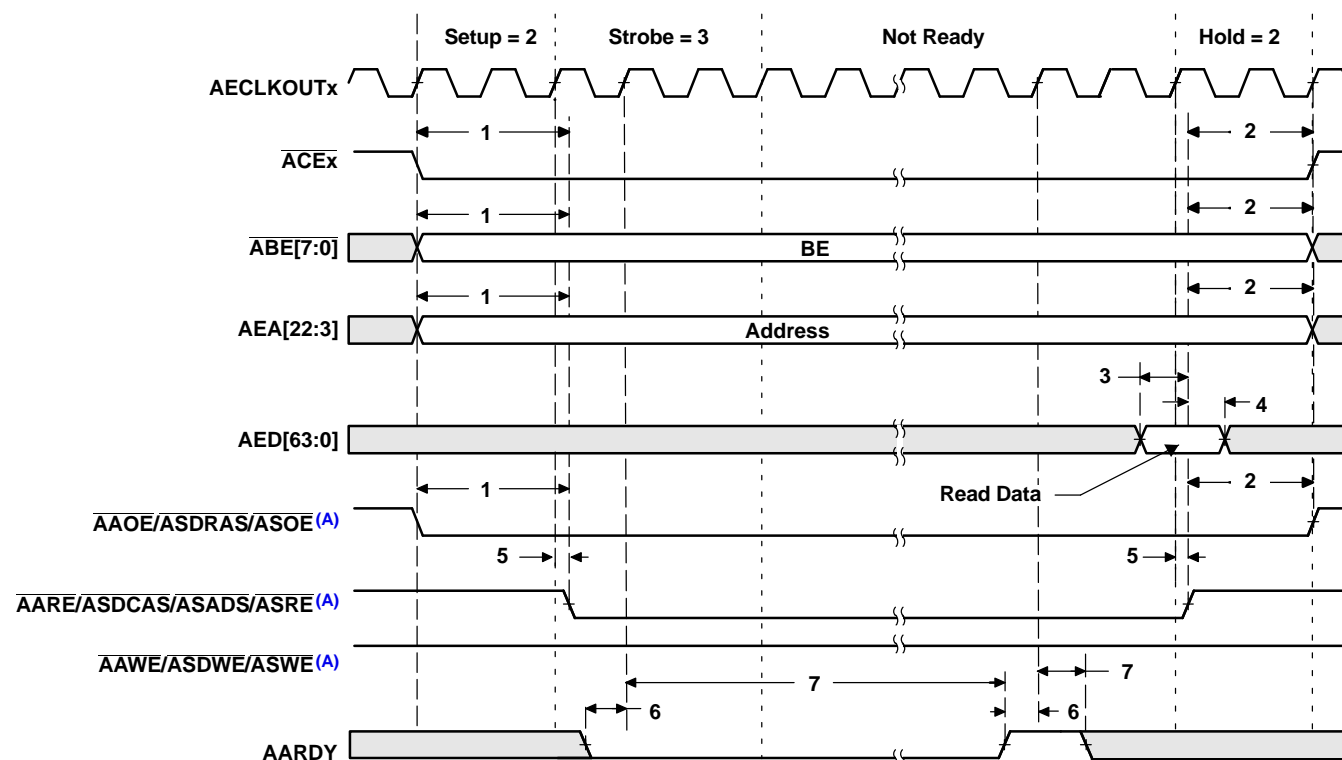 Setup = 2 Strobe = 3 Not Ready Hold = 2
AECLKOUTx
1 2
ACEx
1 2
ABE[7:0] BE
1 2
AEA[22:3] Address
3
4
AED[63:0]
1 Read Data 2
AAOE/ASDRAS/ASOE(A)
5 5
AARE/ASDCAS/ASADS/ASRE(A)
AAWE/ASDWE/ASWE(A)
7 7
6 6
AARDY